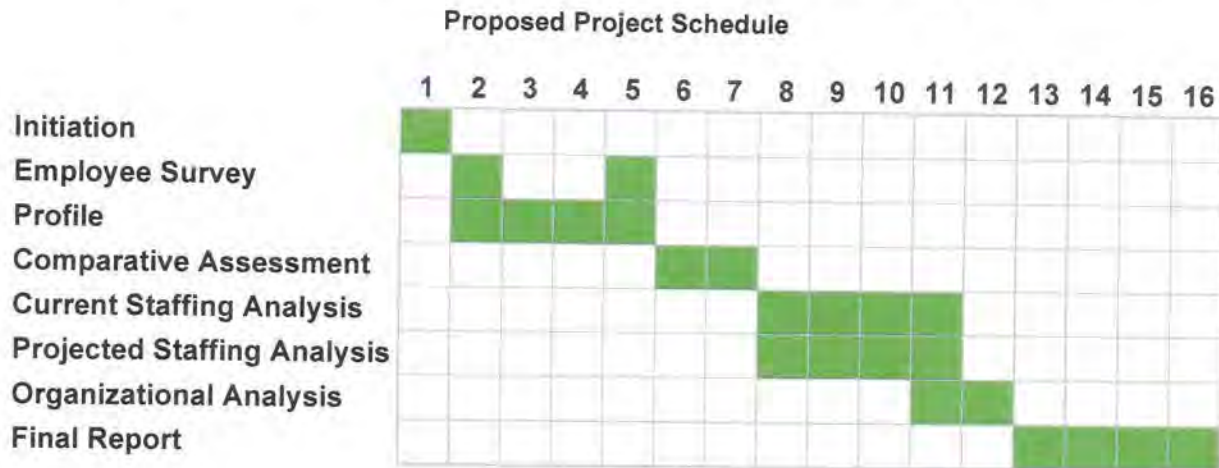 Proposed Project Schedule
1 2 3 4 5 6 7 8 9 10 11 12 13 14 15 16
Initiation
Employee Survey
Profile
Comparative Assessment
Current Staffing Analysis
Projected Staffing Analysis
Organizational Analysis
Final Report